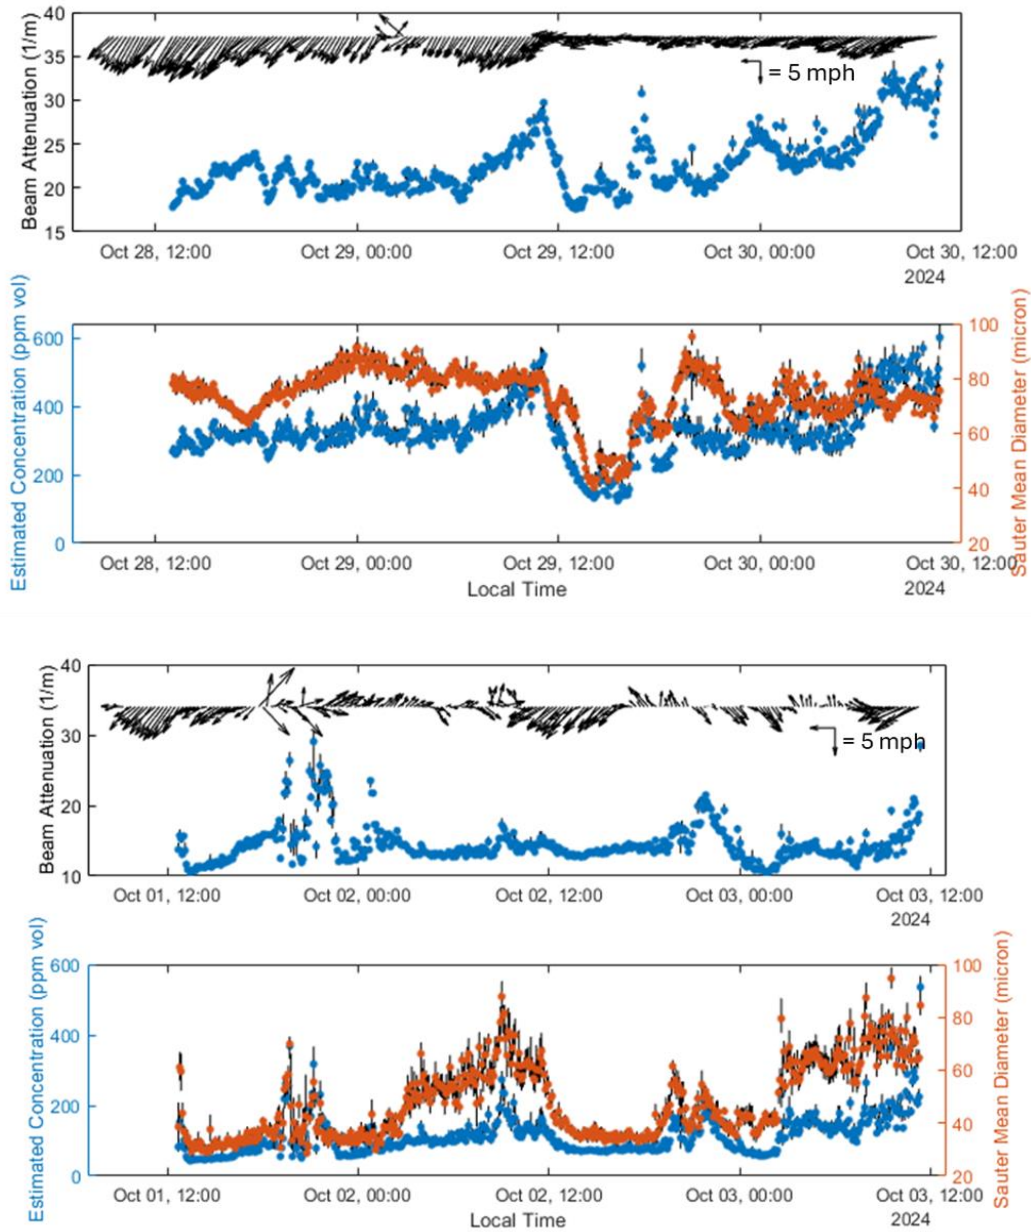 Beam Attenuation (1/m)
40
35
30
25
20
15
= 5 mph
Oct 28, 12:00
Oct 29, 00:00
Oct 29, 12:00
Oct 30, 00:00
Oct 30, 12:00
2024
Estimated Concentration (ppm vol)
600
400
200
0
Sauter Mean Diameter (micron)
100
80
60
40
20
Oct 28, 12:00
Oct 29, 00:00
Oct 29, 12:00
Oct 30, 00:00
Oct 30, 12:00
Local Time
2024
Beam Attenuation (1/m)
40
30
20
10
= 5 mph
Oct 01, 12:00
Oct 02, 00:00
Oct 02, 12:00
Oct 03, 00:00
Oct 03, 12:00
2024
Estimated Concentration (ppm vol)
600
400
200
0
Sauter Mean Diameter (micron)
100
80
60
40
20
Oct 01, 12:00
Oct 02, 00:00
Oct 02, 12:00
Oct 03, 00:00
Oct 03, 12:00
Local Time
2024